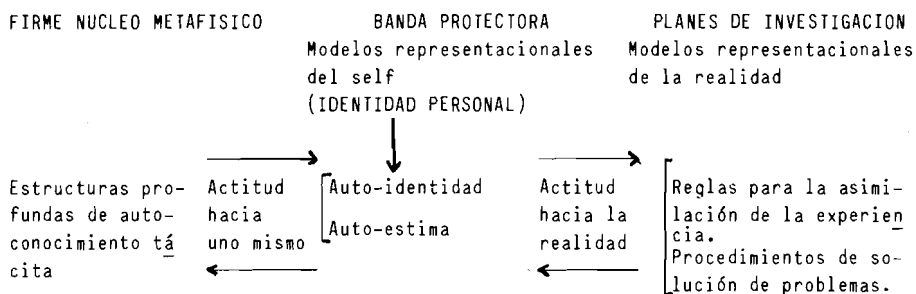 FIRME NUCLEO METAFISICO
BANDA PROTECTORA
Modelos representacionales
del self
(IDENTIDAD PERSONAL)
PLANES DE INVESTIGACION
Modelos representacionales
de la realidad
Estructuras pro-
fundas de auto-
conocimiento tá
cita
Actitud
hacia
uno mismo
Auto-identidad
Auto-estima
Actitud
hacia la
realidad
Reglas para la asimi-
lación de la experien
cia.
Procedimientos de so-
lución de problemas.